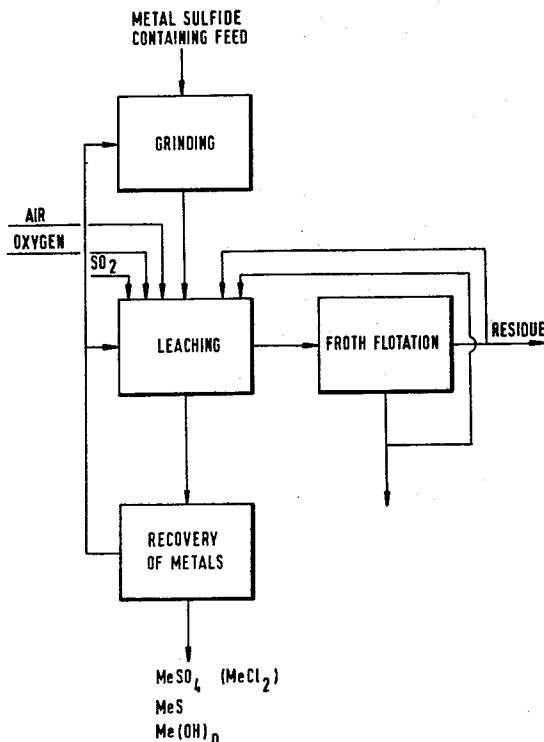 METAL SULFIDE
CONTAINING FEED
GRINDING
AIR
OXYGEN
SO2
LEACHING
FROTH FLOTATION
RESIDUE
RECOVERY
OF METALS
MeSO4 (MeCl2)
MeS
Me(OH)n